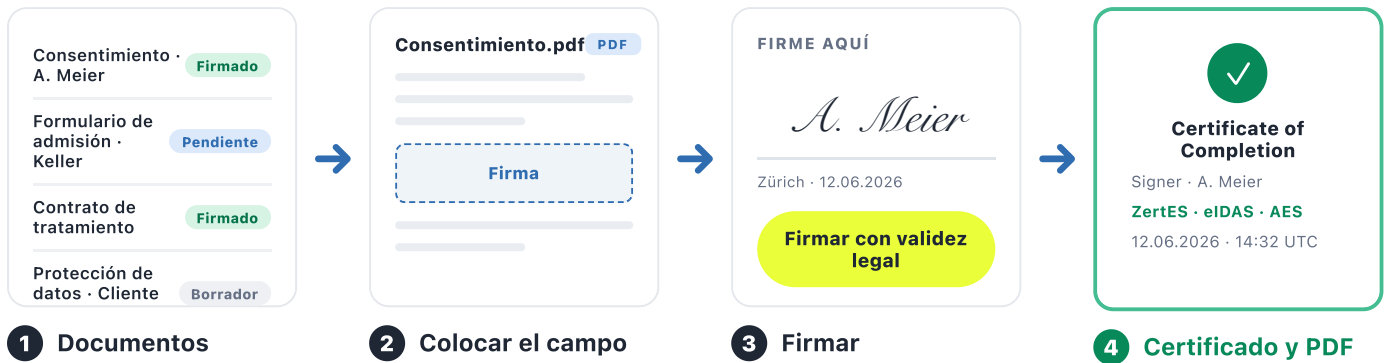 Consentimiento ·
A. Meier
Firmado
Formulario de
admisión ·
Keller
Pendiente
Contrato de
tratamiento
Firmado
Protección de
datos · Cliente
Borrador
1 Documentos
Consentimiento.pdf PDF
Firma
2 Colocar el campo
FIRME AQUÍ
A. Meier
Zürich · 12.06.2026
Firmar con validez
legal
3 Firmar
Certificate of
Completion
Signer · A. Meier
ZertES · eIDAS · AES
12.06.2026 · 14:32 UTC
4 Certificado y PDF